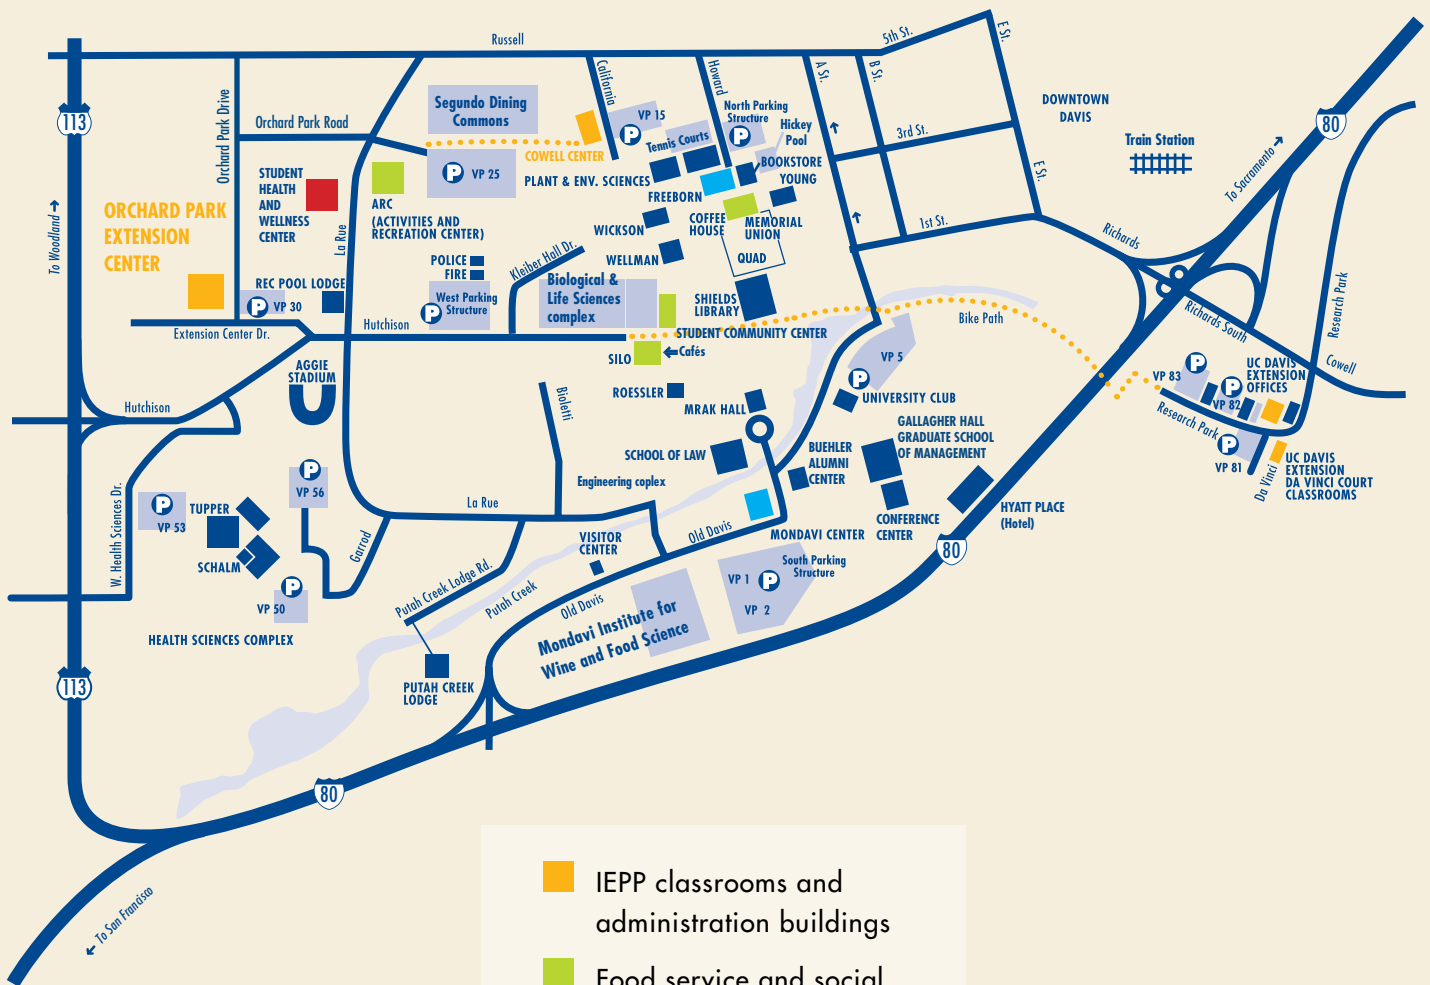 Russell
5th St.
E St.
113
Orchard Park Drive
Orchard Park Road
Segundo Dining
Commons
California
Howard
A St.
B St.
VP 15
P
North Parking
Structure
P
Hickey
Pool
Tennis Courts
3rd St.
DOWNTOWN
DAVIS
Train Station
80
To Sacramento
COWELL CENTER
BOOKSTORE
YOUNG
PLANT & ENV. SCIENCES
FREEBORN
P
VP 25
E St.
STUDENT
HEALTH
AND
WELLNESS
CENTER
ARC
(ACTIVITIES AND
RECREATION CENTER)
ORCHARD PARK
EXTENSION
CENTER
To Woodland
La Rue
WICKSON
COFFEE
HOUSE
MEMORIAL
UNION
1st St.
Richards
POLICE
FIRE
Kleiber Hall Dr.
WELLMAN
QUAD
REC POOL LODGE
P
VP 30
West Parking
Structure
P
Biological &
Life Sciences
complex
SHIELDS
LIBRARY
STUDENT COMMUNITY CENTER
Bike Path
Richards South
Research Park
Extension Center Dr.
Hutchison
SILO
Cafés
VP 5
P
Cowell
AGGIE
STADIUM
ROESSLER
Bioletti
MRAK HALL
UNIVERSITY CLUB
VP 83
P
P
VP 82
UC DAVIS
EXTENSION
OFFICES
Hutchison
GALLAGHER HALL
GRADUATE SCHOOL
OF MANAGEMENT
Research Park
P
VP 81
Da Vinci
UC DAVIS
EXTENSION
DA VINCI COURT
CLASSROOMS
SCHOOL OF LAW
BUEHLER
ALUMNI
CENTER
Engineering coplex
P
VP 56
P
VP 53
W. Health Sciences Dr.
TUPPER
SCHALM
La Rue
Garrod
CONFERENCE
CENTER
HYATT PLACE
(Hotel)
80
VISITOR
CENTER
Old Davis
MONDAVI CENTER
P
VP 50
Putah Creek Lodge Rd.
Putah Creek
Old Davis
VP 1
P
VP 2
South Parking
Structure
Mondavi Institute for
Wine and Food Science
HEALTH SCIENCES COMPLEX
113
PUTAH CREEK
LODGE
80
To San Francisco
IEPP classrooms and
administration buildings
Food service and social